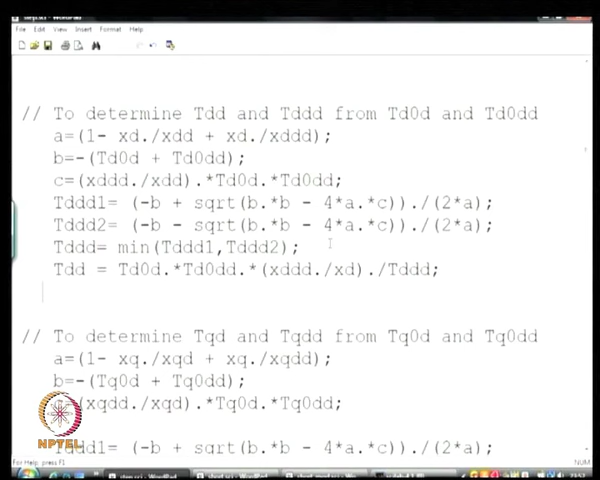 File Edit View Insert Format Help
// To determine Tdd and Tddd from Td0d and Td0dd
a=(1- xd./xdd + xd./xddd);
b=-(Td0d + Td0dd);
c=(xddd./xdd).*Td0d.*Td0dd;
Tddd1= (-b + sqrt(b.*b - 4*a.*c))./(2*a);
Tddd2= (-b - sqrt(b.*b - 4*a.*c))./(2*a);
Tddd= min(Tddd1,Tddd2);
Tdd = Td0d.*Td0dd.*(xddd./xd)./Tddd;
// To determine Tqd and Tqdd from Tq0d and Tq0dd
a=(1- xq./xqd + xq./xqdd);
b=-(Tq0d + Tq0dd);
(xqdd./xqd).*Tq0d.*Tq0dd;
NPTEL
Tddd1= (-b + sqrt(b.*b - 4*a.*c))./(2*a);
For Help, press F1
NUM